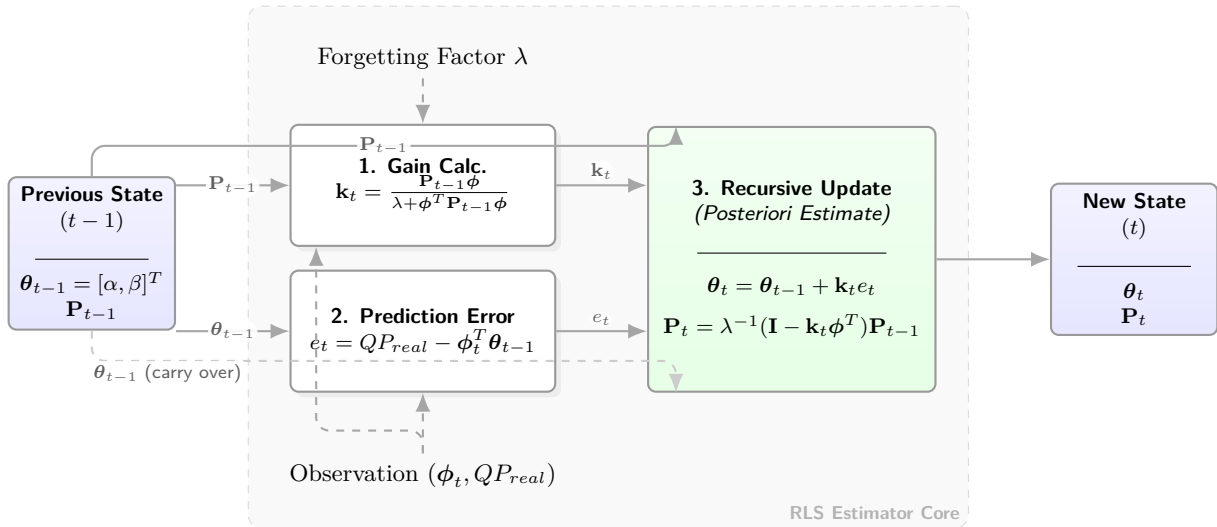 Forgetting Factor λ
Previous State
(t − 1)
θ_{t−1} = [α, β]^T
P_{t−1}
P_{t−1}
P_{t−1}
θ_{t−1}
θ_{t−1} (carry over)
1. Gain Calc.
k_t = \frac{P_{t−1}ϕ}{λ+ϕ^T P_{t−1}ϕ}
2. Prediction Error
e_t = QP_{real} − ϕ_t^T θ_{t−1}
Observation (ϕ_t, QP_{real})
k_t
e_t
3. Recursive Update
(Posteriori Estimate)
θ_t = θ_{t−1} + k_t e_t
P_t = λ^{−1}(I − k_t ϕ^T)P_{t−1}
New State
(t)
θ_t
P_t
RLS Estimator Core